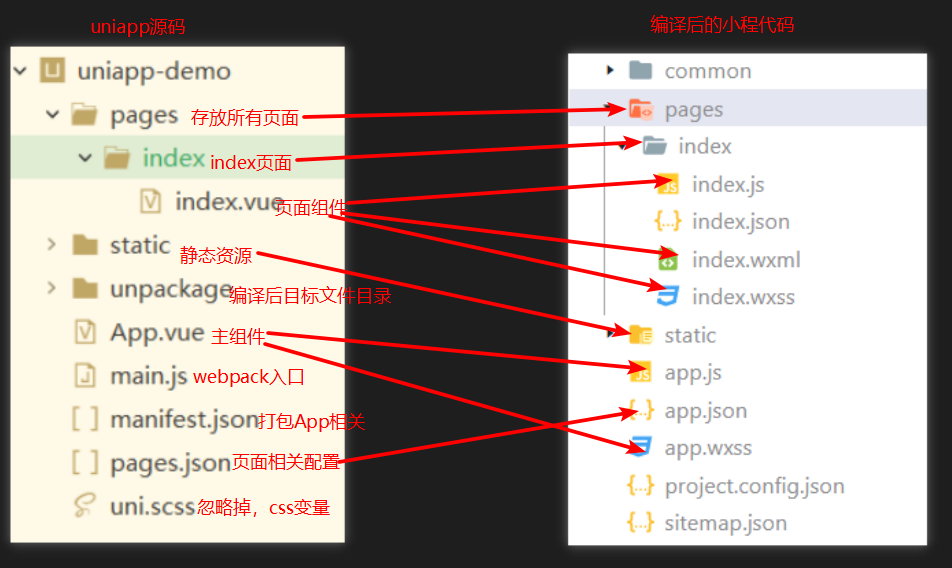 uniapp源码
编译后的小程代码
uniapp-demo
pages 存放所有页面
index index页面
index.vue 页面组件
static 静态资源
unpackage 编译后目标文件目录
App.vue 主组件
main.js webpack入口
manifest.json 打包App相关
pages.json 页面相关配置
uni.scss 忽略掉，css变量
common
pages
index
index.js
index.json
index.wxml
index.wxss
static
app.js
app.json
app.wxss
project.config.json
sitemap.json